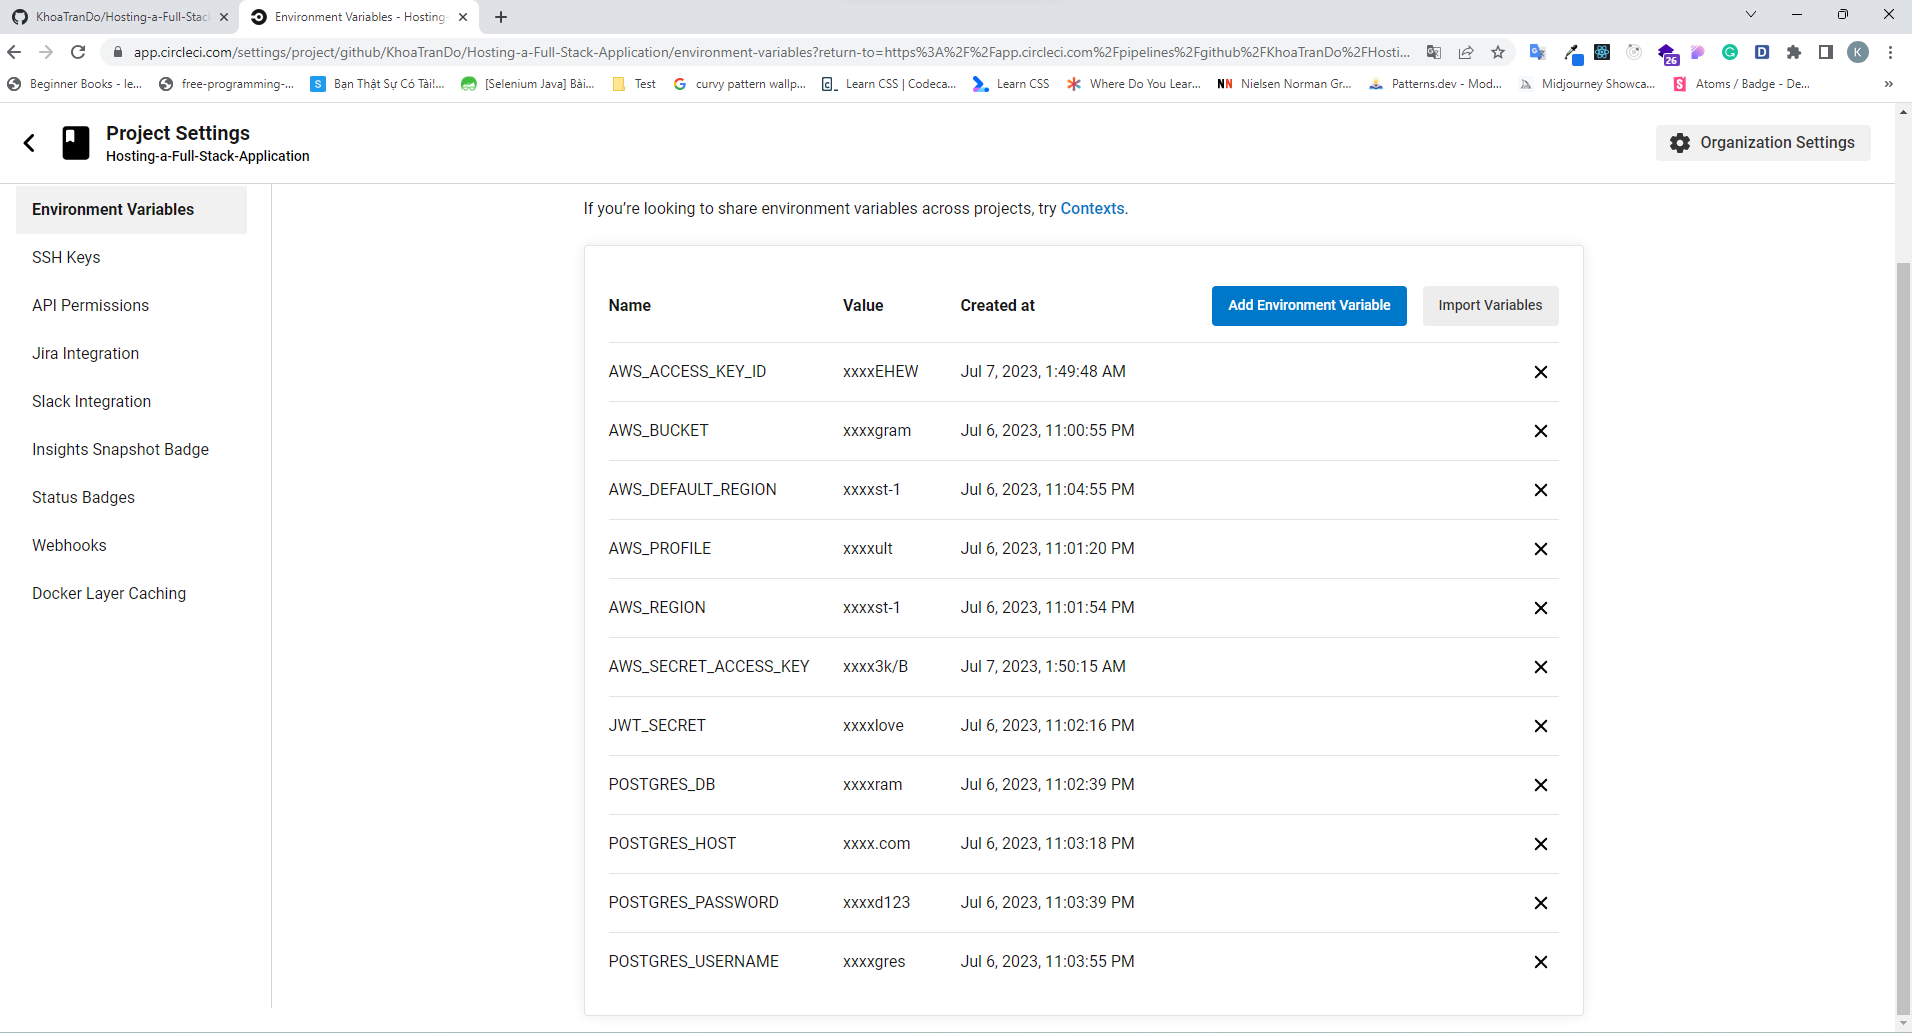 KhoaTranDo/Hosting-a-Full-Stac
Environment Variables - Hosting-
app.circleci.com/settings/project/github/KhoaTranDo/Hosting-a-Full-Stack-Application/environment-variables?return-to=https%3A%2F%2Fapp.circleci.com%2Fpipelines%2Fgithub%2FKhoaTranDo%2FHosti...
26
K
Beginner Books - le...
free-programming-...
Bạn Thật Sự Có Tài!...
[Selenium Java] Bài...
Test
curvy pattern wallp...
Learn CSS | Codeca...
Learn CSS
Where Do You Lear...
Nielsen Norman Gr...
Patterns.dev - Mod...
Midjourney Showca...
Atoms / Badge - De...
Project Settings
Hosting-a-Full-Stack-Application
Organization Settings
Environment Variables
SSH Keys
API Permissions
Jira Integration
Slack Integration
Insights Snapshot Badge
Status Badges
Webhooks
Docker Layer Caching
If you’re looking to share environment variables across projects, try Contexts.
Name Value Created at Add Environment Variable Import Variables
AWS_ACCESS_KEY_ID xxxxEHEW Jul 7, 2023, 1:49:48 AM
AWS_BUCKET xxxxgram Jul 6, 2023, 11:00:55 PM
AWS_DEFAULT_REGION xxxxst-1 Jul 6, 2023, 11:04:55 PM
AWS_PROFILE xxxxult Jul 6, 2023, 11:01:20 PM
AWS_REGION xxxxst-1 Jul 6, 2023, 11:01:54 PM
AWS_SECRET_ACCESS_KEY xxxx3k/B Jul 7, 2023, 1:50:15 AM
JWT_SECRET xxxxlove Jul 6, 2023, 11:02:16 PM
POSTGRES_DB xxxxram Jul 6, 2023, 11:02:39 PM
POSTGRES_HOST xxxx.com Jul 6, 2023, 11:03:18 PM
POSTGRES_PASSWORD xxxxd123 Jul 6, 2023, 11:03:39 PM
POSTGRES_USERNAME xxxxgres Jul 6, 2023, 11:03:55 PM